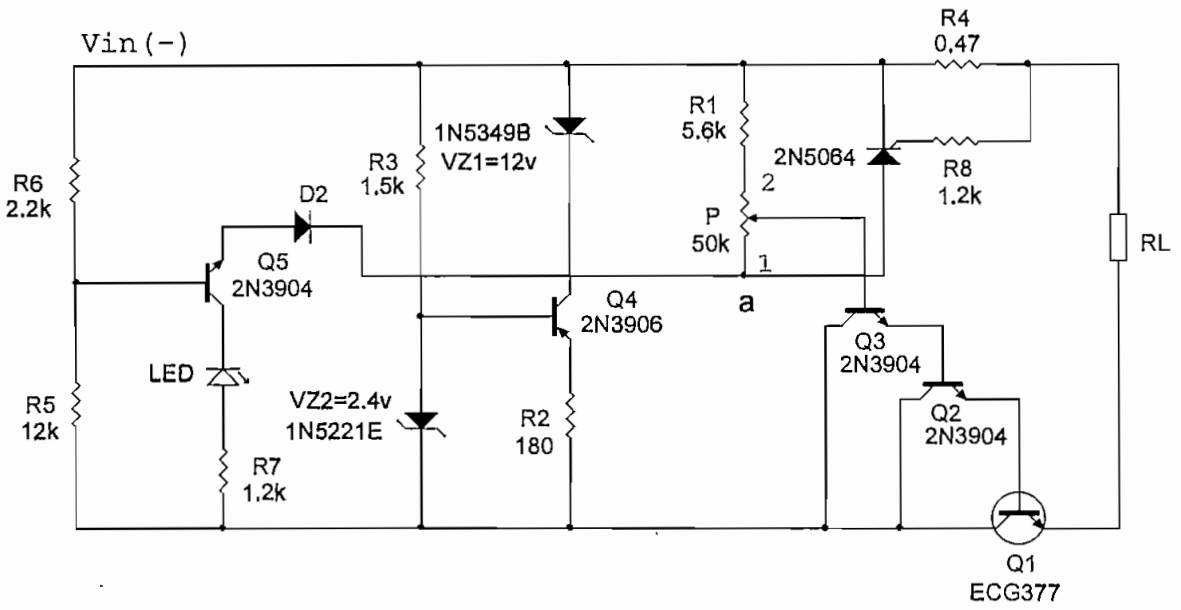 Vin(-)
R4
0,47
R1
5.6k
1N5349B
VZ1=12v
2N5064
R3
1.5k
R8
1.2k
R6
2.2k
D2
2
P
50k
RL
1
a
Q5
2N3904
Q4
2N3906
Q3
2N3904
LED
VZ2=2.4v
1N5221E
R2
180
R5
12k
Q2
2N3904
R7
1.2k
Q1
ECG377